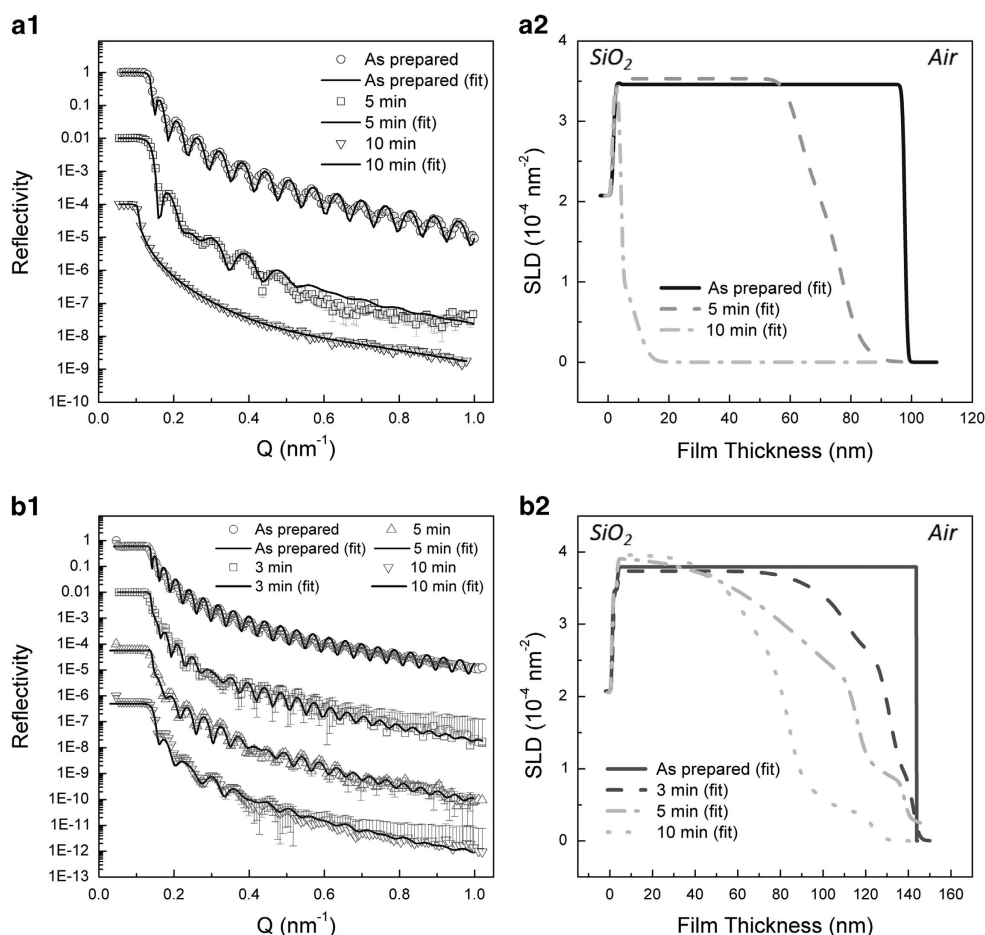 a1
Reflectivity
1
0.1
0.01
1E-3
1E-4
1E-5
1E-6
1E-7
1E-8
1E-9
1E-10
As prepared
As prepared (fit)
5 min
5 min (fit)
10 min
10 min (fit)
0.0 0.2 0.4 0.6 0.8 1.0
Q (nm⁻¹)
a2
SLD (10⁻⁴ nm⁻²)
4
3
2
1
0
SiO₂ Air
As prepared (fit)
5 min (fit)
10 min (fit)
0 20 40 60 80 100 120
Film Thickness (nm)
b1
Reflectivity
1
0.1
0.01
1E-3
1E-4
1E-5
1E-6
1E-7
1E-8
1E-9
1E-10
1E-11
1E-12
1E-13
As prepared 5 min
As prepared (fit) 5 min (fit)
3 min 10 min
3 min (fit) 10 min (fit)
0.0 0.2 0.4 0.6 0.8 1.0
Q (nm⁻¹)
b2
SLD (10⁻⁴ nm⁻²)
4
3
2
1
0
SiO₂ Air
As prepared (fit)
3 min (fit)
5 min (fit)
10 min (fit)
0 20 40 60 80 100 120 140 160
Film Thickness (nm)